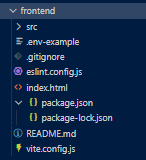 frontend
src
.env-example
.gitignore
eslint.config.js
index.html
package.json
package-lock.json
README.md
vite.config.js